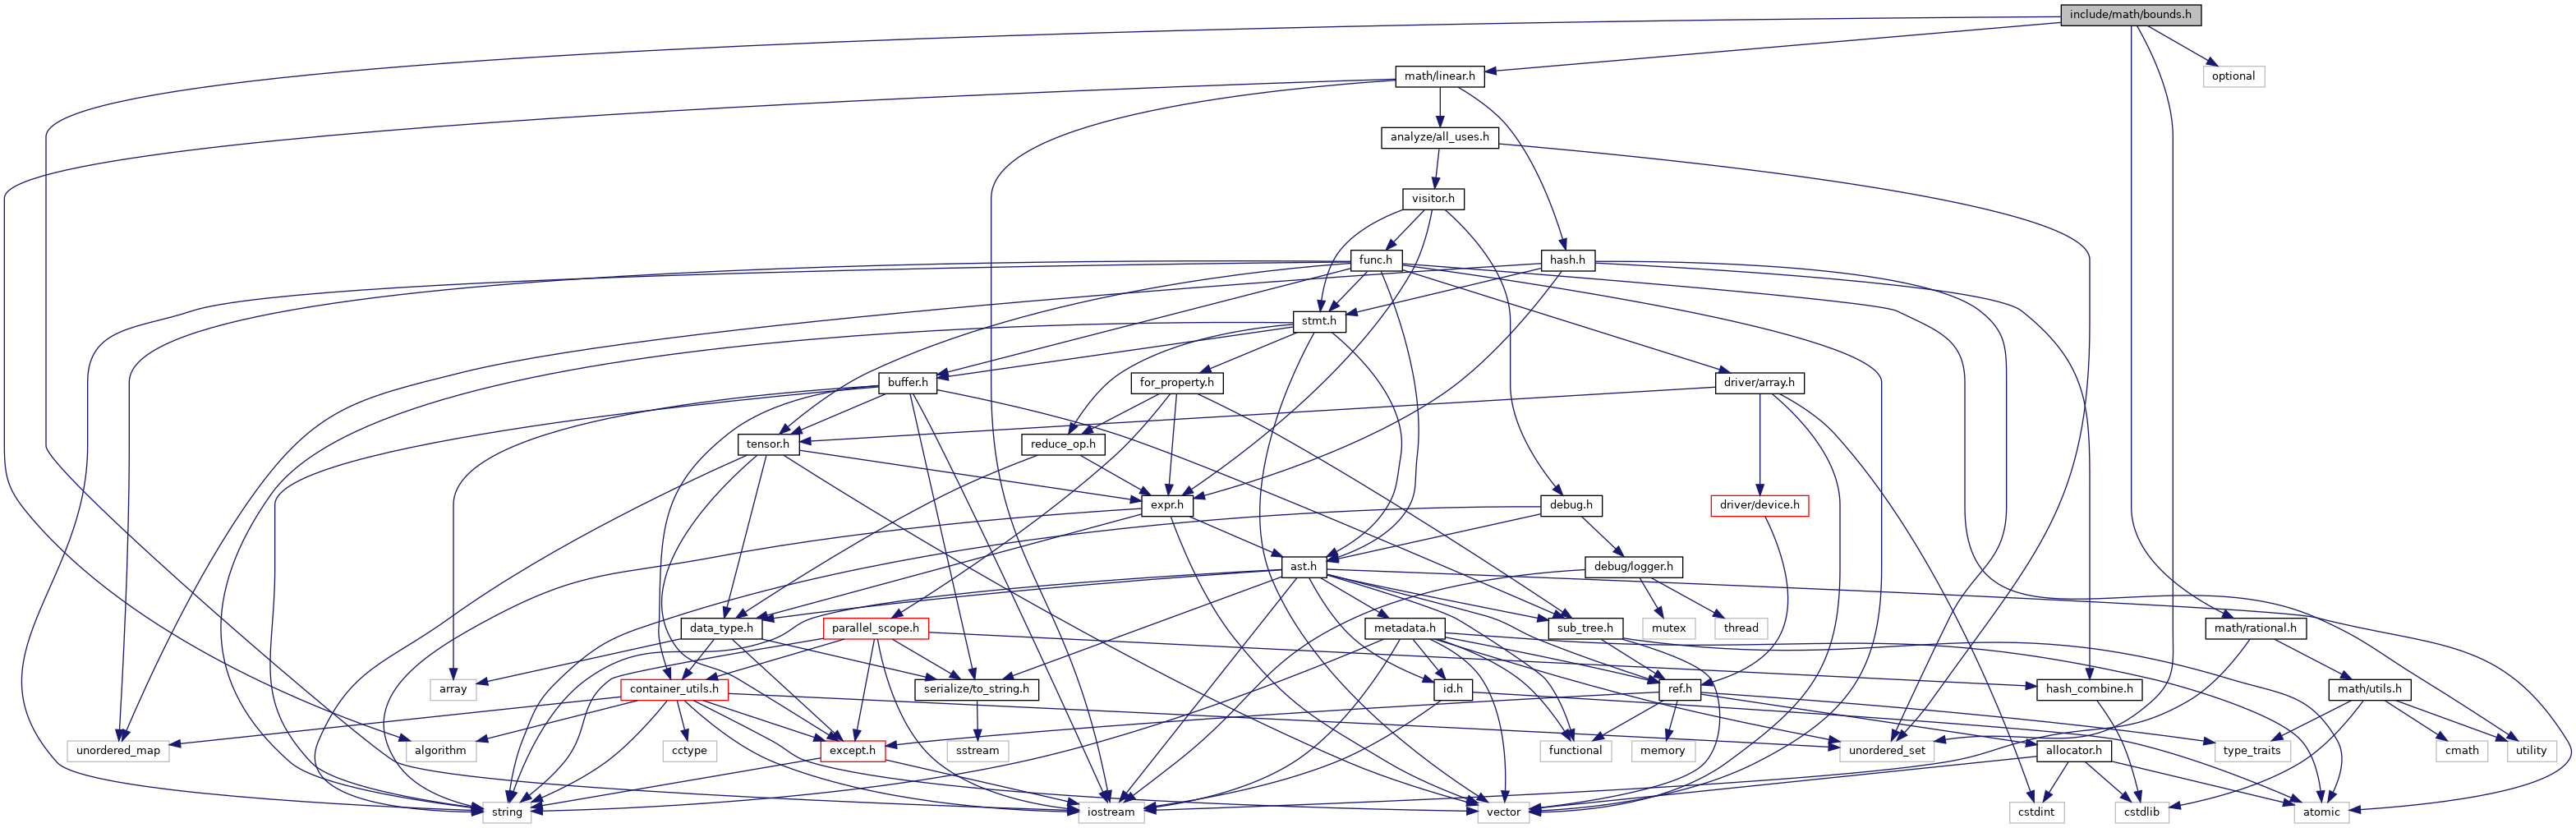 include/math/bounds.h
math/linear.h
optional
analyze/all_uses.h
visitor.h
func.h
hash.h
stmt.h
buffer.h
for_property.h
driver/array.h
tensor.h
reduce_op.h
expr.h
debug.h
driver/device.h
ast.h
debug/logger.h
data_type.h
parallel_scope.h
metadata.h
sub_tree.h
mutex
thread
math/rational.h
array
container_utils.h
serialize/to_string.h
id.h
ref.h
hash_combine.h
math/utils.h
unordered_map
algorithm
cctype
except.h
sstream
functional
memory
unordered_set
allocator.h
type_traits
cmath
utility
string
iostream
vector
cstdint
cstdlib
atomic